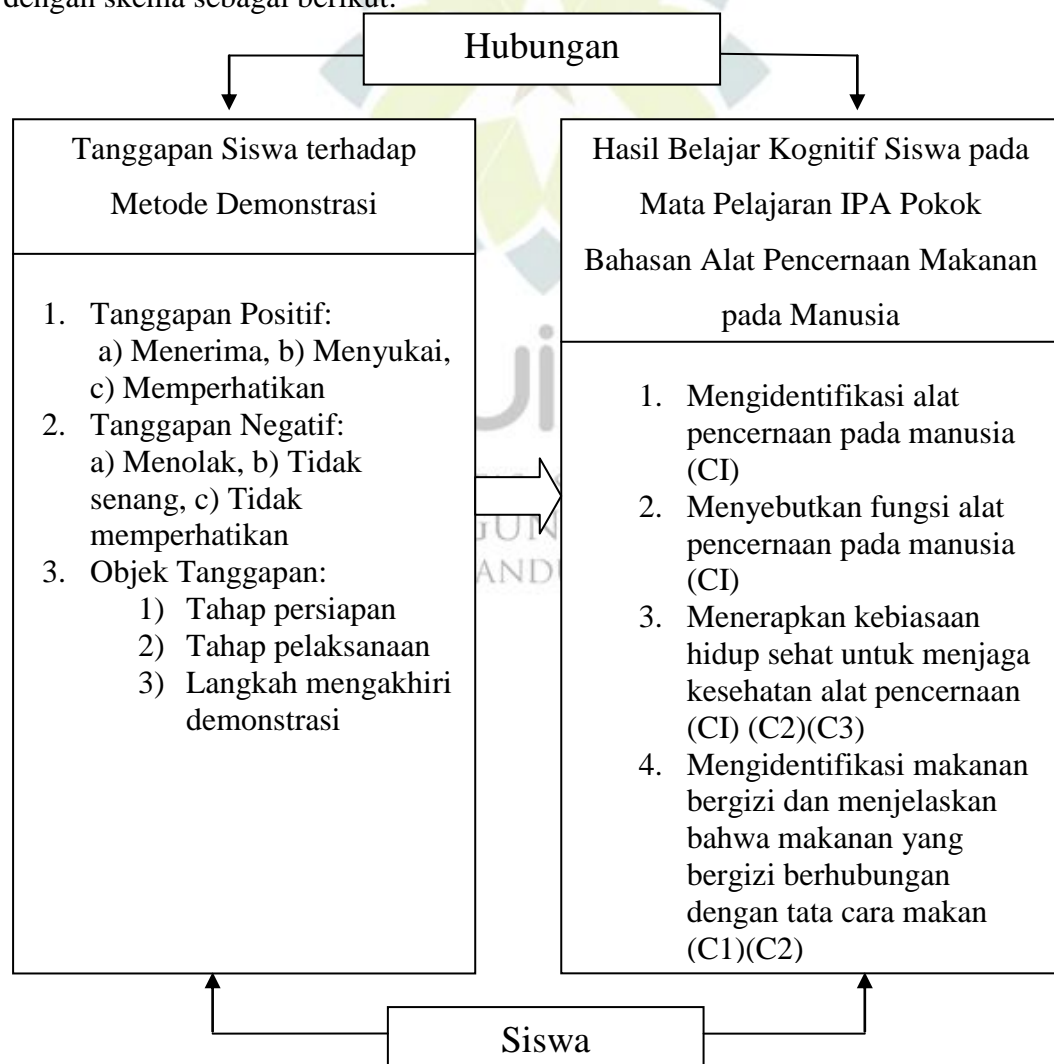 dengan skema sebagai berikut:
Hubungan
Tanggapan Siswa terhadap
Metode Demonstrasi
1. Tanggapan Positif:
a) Menerima, b) Menyukai,
c) Memperhatikan
2. Tanggapan Negatif:
a) Menolak, b) Tidak
senang, c) Tidak
memperhatikan
3. Objek Tanggapan:
1) Tahap persiapan
2) Tahap pelaksanaan
3) Langkah mengakhiri
demonstrasi
Hasil Belajar Kognitif Siswa pada
Mata Pelajaran IPA Pokok
Bahasan Alat Pencernaan Makanan
pada Manusia
1. Mengidentifikasi alat
pencernaan pada manusia
(CI)
2. Menyebutkan fungsi alat
pencernaan pada manusia
(CI)
3. Menerapkan kebiasaan
hidup sehat untuk menjaga
kesehatan alat pencernaan
(CI) (C2)(C3)
4. Mengidentifikasi makanan
bergizi dan menjelaskan
bahwa makanan yang
bergizi berhubungan
dengan tata cara makan
(C1)(C2)
Siswa